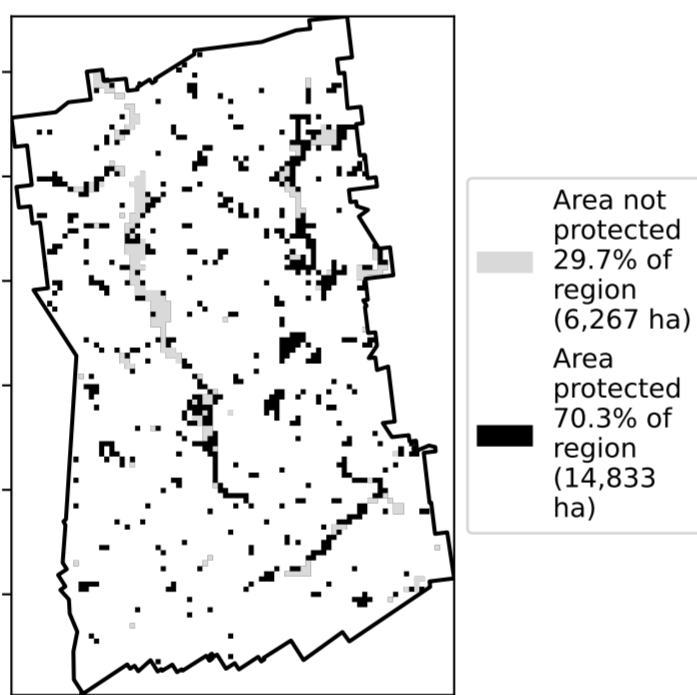 Area not
protected
29.7% of
region
(6,267 ha)
Area
protected
70.3% of
region
(14,833
ha)